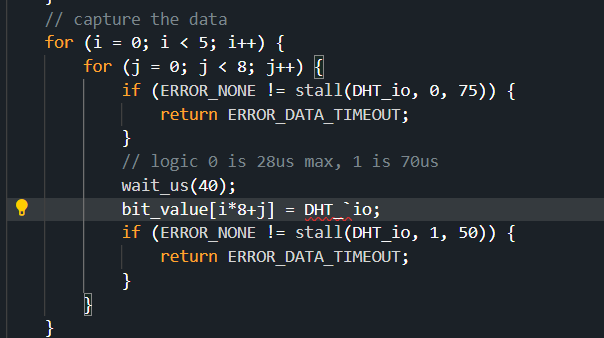 }
// capture the data
for (i = 0; i < 5; i++) {
for (j = 0; j < 8; j++) {
if (ERROR_NONE != stall(DHT_io, 0, 75)) {
return ERROR_DATA_TIMEOUT;
}
// logic 0 is 28us max, 1 is 70us
wait_us(40);
bit_value[i*8+j] = DHT_`io;
if (ERROR_NONE != stall(DHT_io, 1, 50)) {
return ERROR_DATA_TIMEOUT;
}
}
}